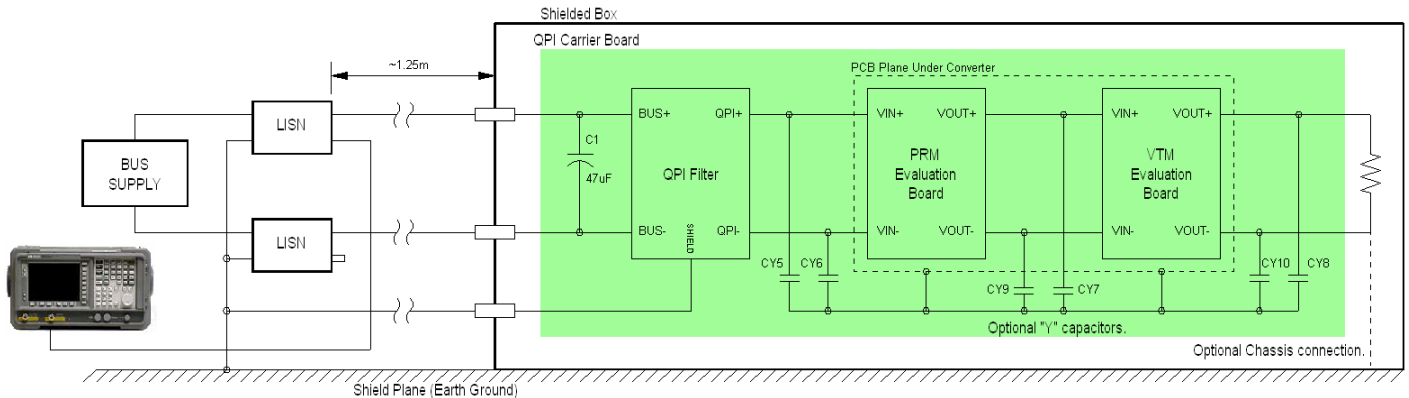 Shielded Box
QPI Carrier Board
~1.25m
PCB Plane Under Converter
LISN
BUS+
QPI+
VIN+
VOUT+
VIN+
VOUT+
C1
47uF
BUS
SUPPLY
QPI Filter
PRM
Evaluation
Board
VTM
Evaluation
Board
LISN
BUS-
SHIELD
QPI-
VIN-
VOUT-
VIN-
VOUT-
CY5
CY6
CY9
CY7
CY10
CY8
Optional "Y" capacitors.
Optional Chassis connection.
Shield Plane (Earth Ground)